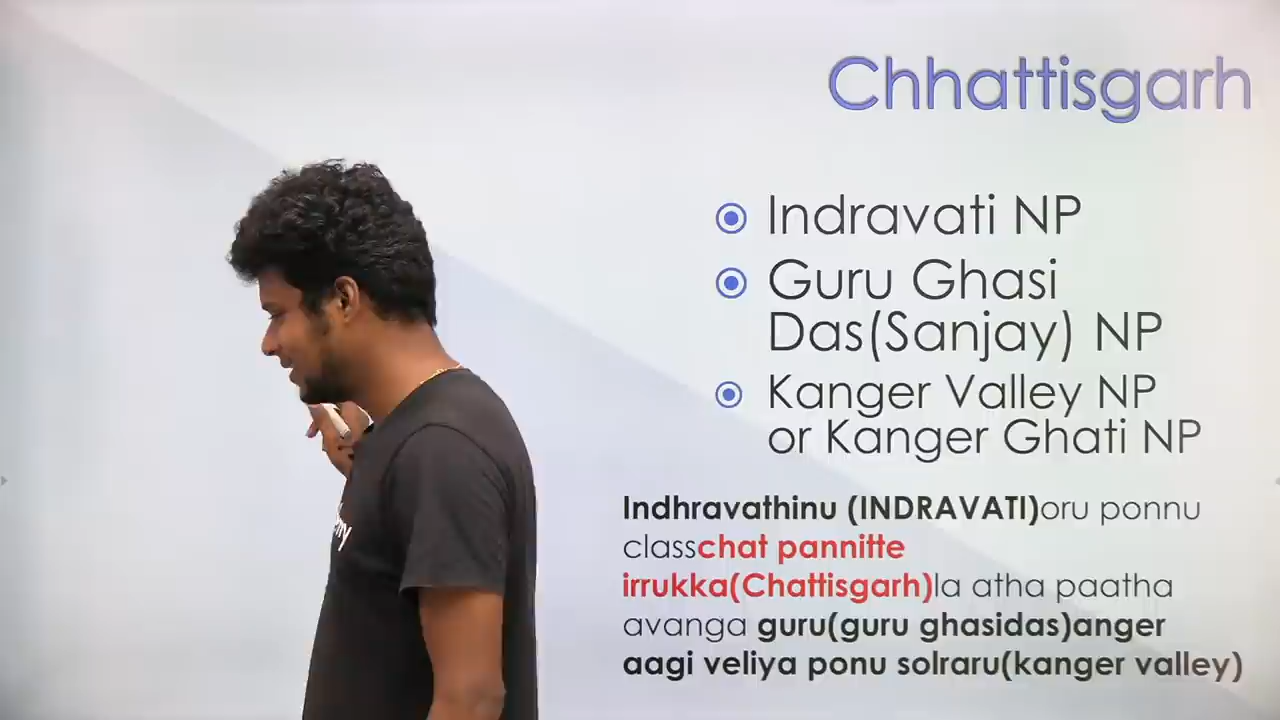 Chhattisgarh
Indravati NP
Guru Ghasi
Das(Sanjay) NP
Kanger Valley NP
or Kanger Ghati NP
Indhravathinu (INDRAVATI)oru ponnu
classchat pannitte
irrukka(Chattisgarh)la atha paatha
avanga guru(guru ghasidas)anger
aagi veliya ponu solraru(kanger valley)